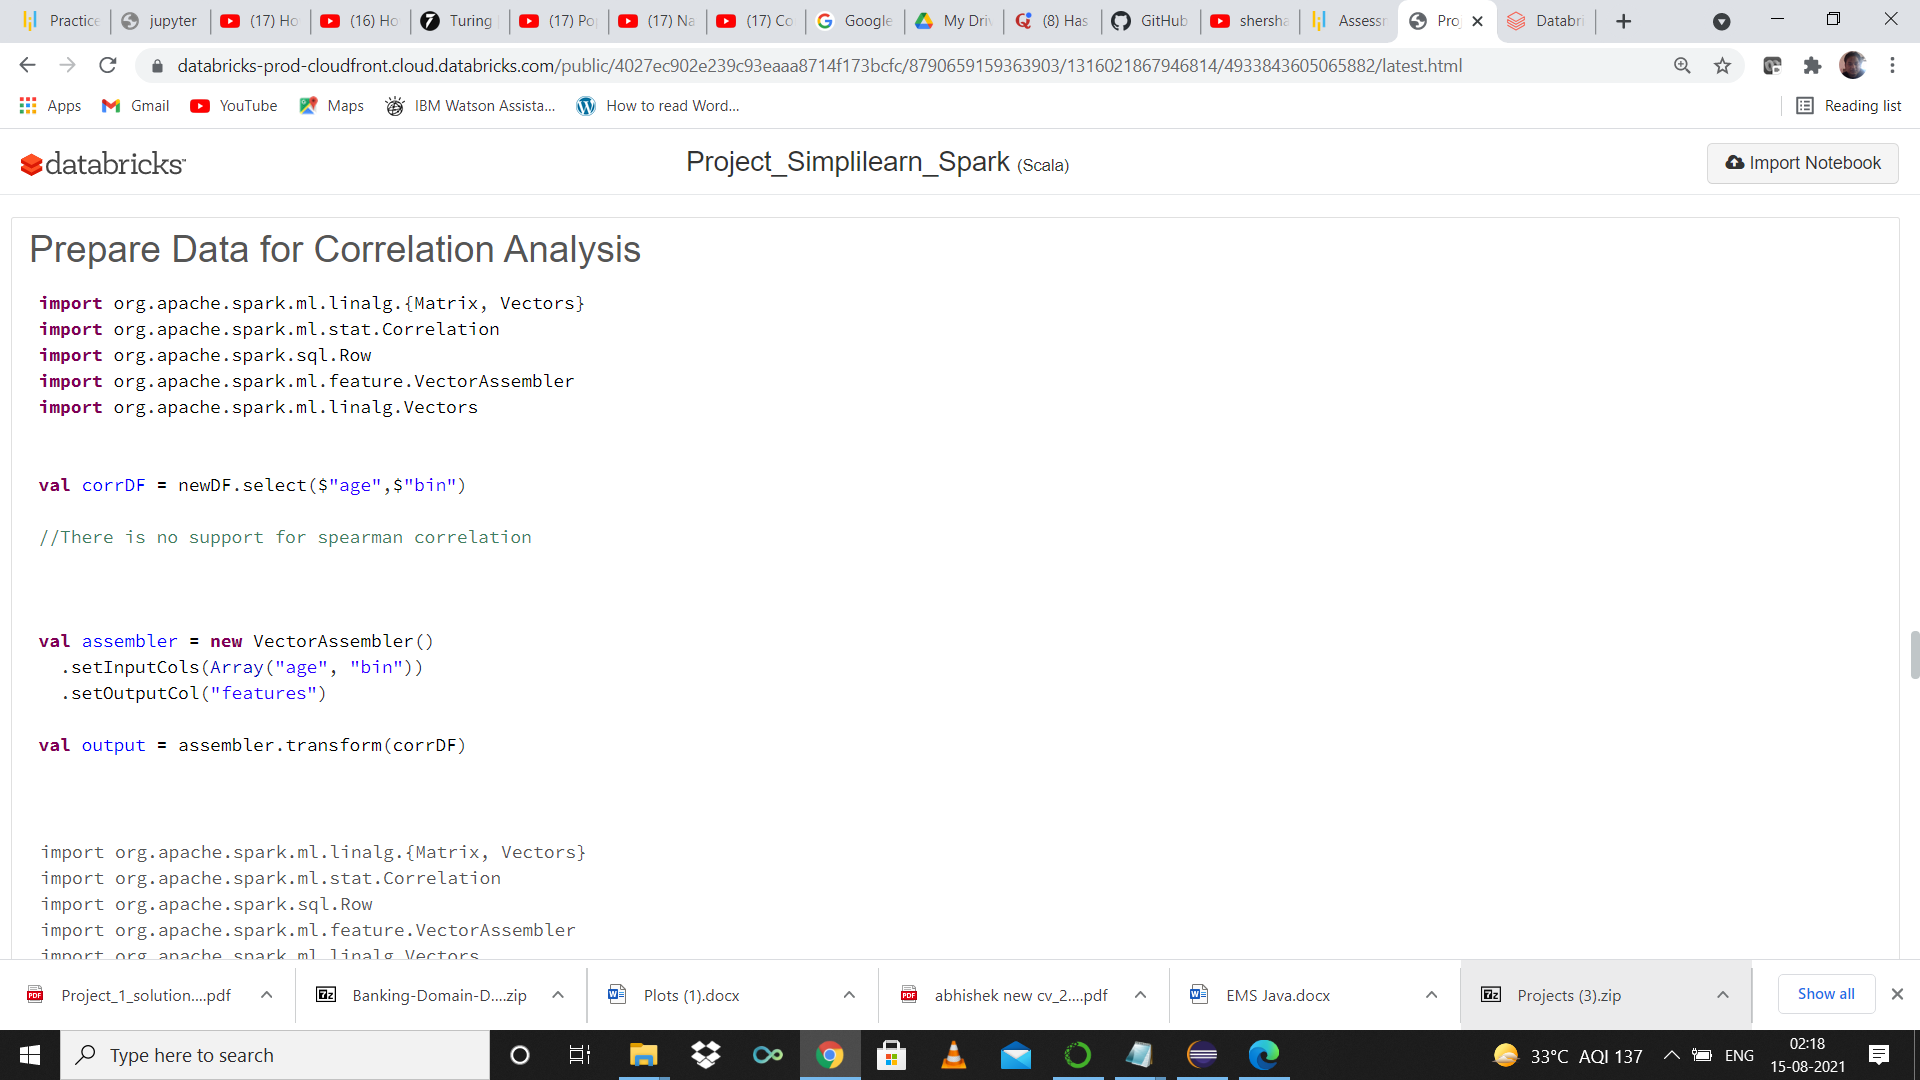 Practice
jupyter
(17) Ho
(16) Ho
Turing
(17) Po
(17) Na
(17) Co
Google
My Dri
(8) Has
GitHub
shersha
Assess
Pro
Databri
databricks-prod-cloudfront.cloud.databricks.com/public/4027ec902e239c93eaaa8714f173bcfc/8790659159363903/1316021867946814/4933843605065882/latest.html
Apps
Gmail
YouTube
Maps
IBM Watson Assista...
How to read Word...
Reading list
databricks
Project_Simplilearn_Spark (Scala)
Import Notebook
Prepare Data for Correlation Analysis
import org.apache.spark.ml.linalg.{Matrix, Vectors}
import org.apache.spark.ml.stat.Correlation
import org.apache.spark.sql.Row
import org.apache.spark.ml.feature.VectorAssembler
import org.apache.spark.ml.linalg.Vectors
val corrDF = newDF.select($"age",$"bin")
//There is no support for spearman correlation
val assembler = new VectorAssembler()
.setInputCols(Array("age", "bin"))
.setOutputCol("features")
val output = assembler.transform(corrDF)
import org.apache.spark.ml.linalg.{Matrix, Vectors}
import org.apache.spark.ml.stat.Correlation
import org.apache.spark.sql.Row
import org.apache.spark.ml.feature.VectorAssembler
import org.apache.spark.ml.linalg.Vectors
Project_1_solution....pdf
Banking-Domain-D....zip
Plots (1).docx
abhishek new cv_2....pdf
EMS Java.docx
Projects (3).zip
Show all
Type here to search
33°C AQI 137
ENG
02:18
15-08-2021